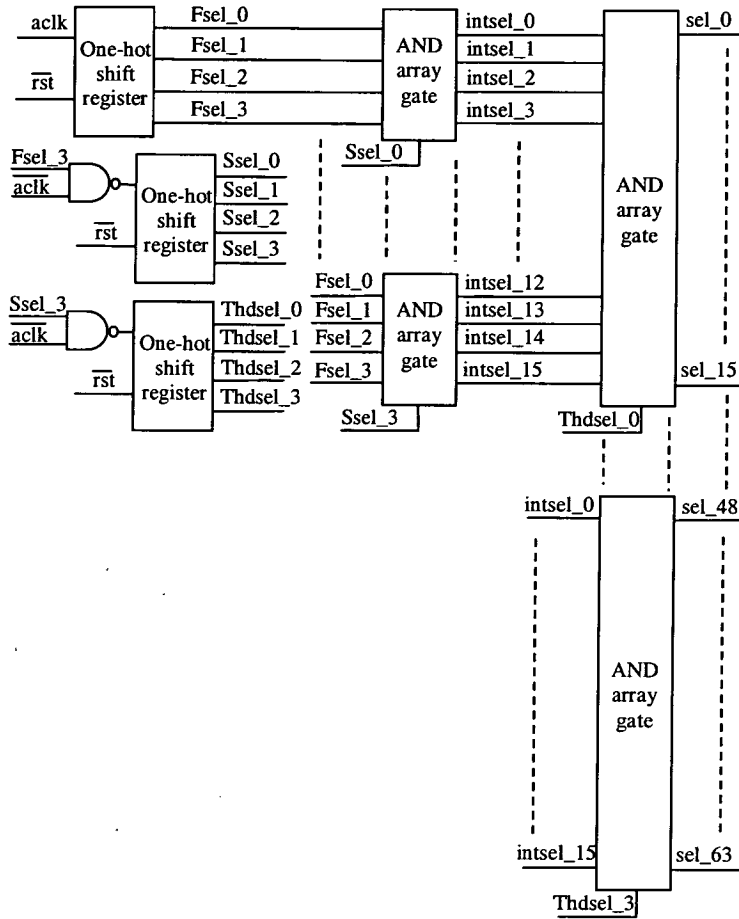 aclk
rst
One-hot
shift
register
Fsel_0
Fsel_1
Fsel_2
Fsel_3
AND
array
gate
Ssel_0
intsel_0
intsel_1
intsel_2
intsel_3
AND
array
gate
sel_0
Fsel_3
aclk
rst
One-hot
shift
register
Ssel_0
Ssel_1
Ssel_2
Ssel_3
Ssel_3
aclk
rst
One-hot
shift
register
Thdsel_0
Thdsel_1
Thdsel_2
Thdsel_3
Fsel_0
Fsel_1
Fsel_2
Fsel_3
AND
array
gate
Ssel_3
intsel_12
intsel_13
intsel_14
intsel_15
sel_15
Thdsel_0
intsel_0
sel_48
AND
array
gate
intsel_15
sel_63
Thdsel_3